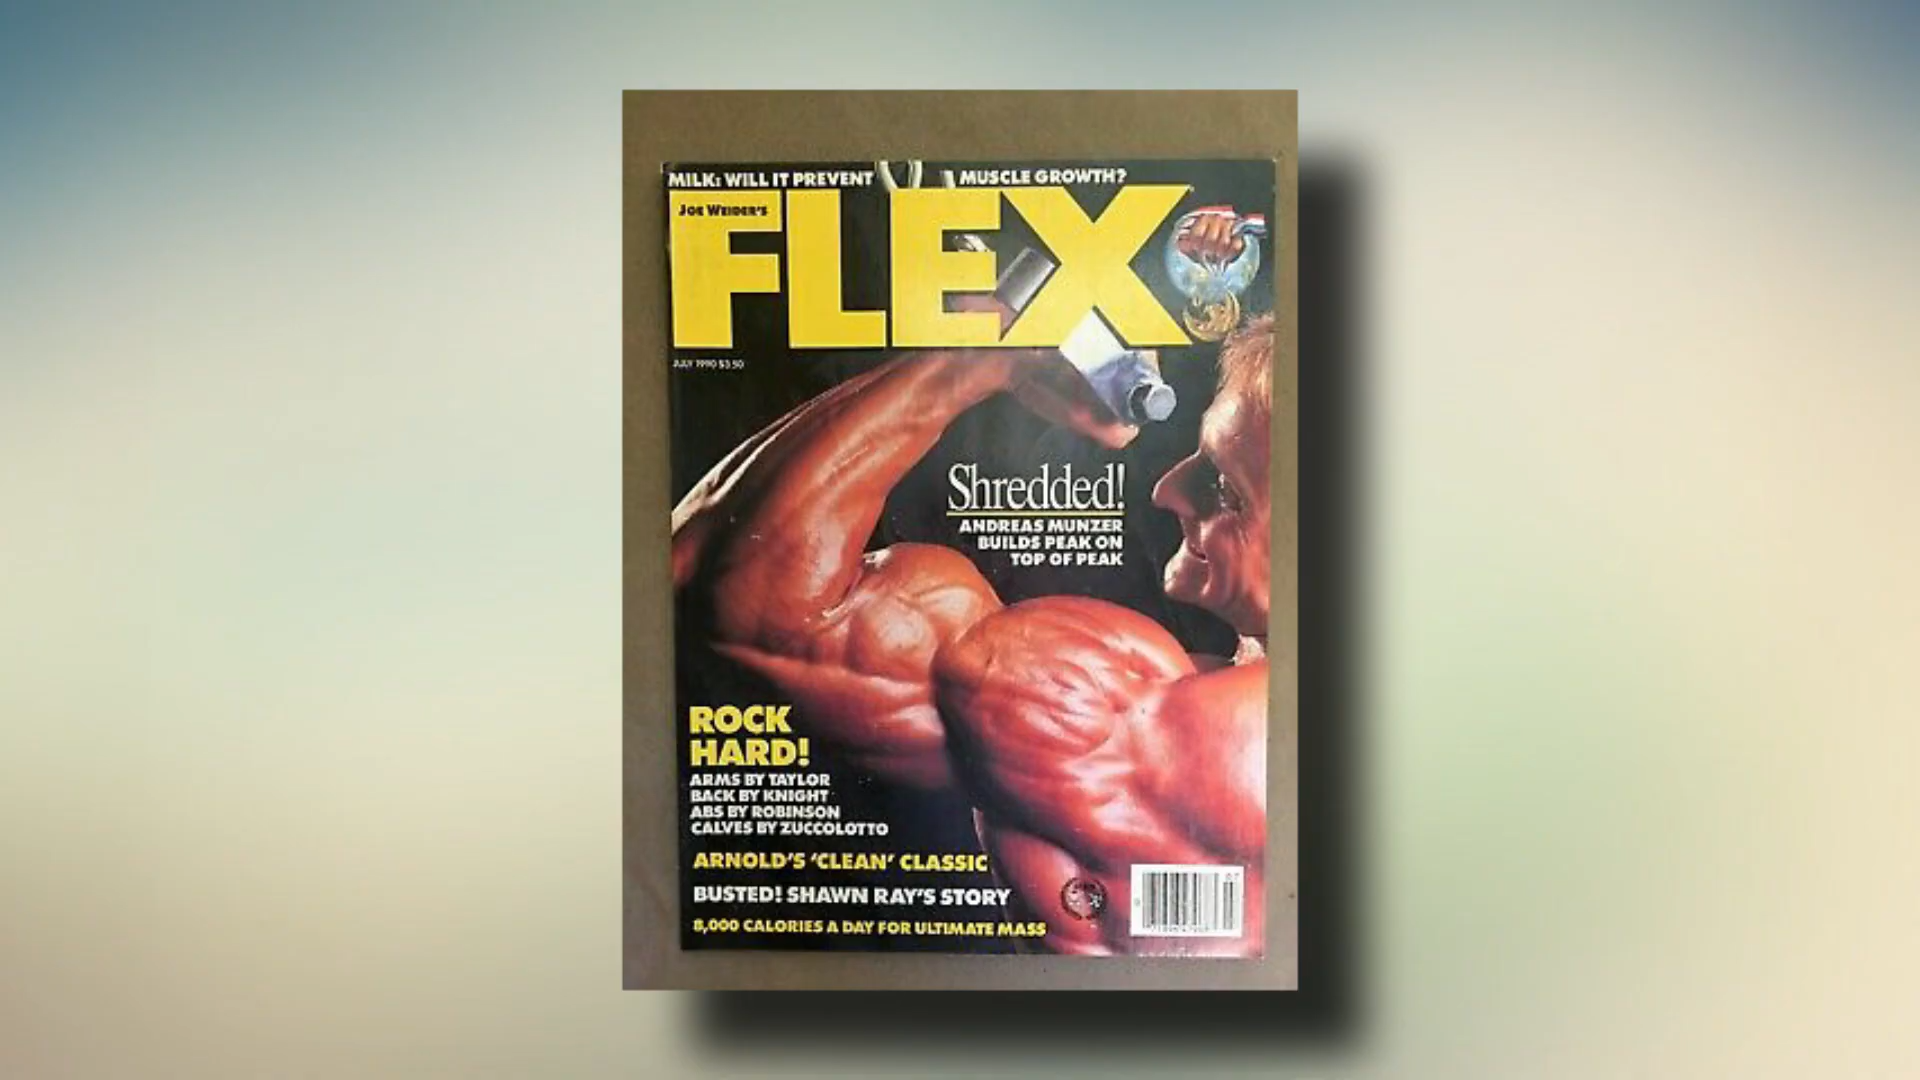 MILK: WILL IT PREVENT MUSCLE GROWTH?
JOE WEIDER'S
FLEX
JULY 1990 $3.50
Shredded!
ANDREAS MUNZER
BUILDS PEAK ON
TOP OF PEAK
ROCK
HARD!
ARMS BY TAYLOR
BACK BY KNIGHT
ABS BY ROBINSON
CALVES BY ZUCCOLOTTO
ARNOLD'S 'CLEAN' CLASSIC
BUSTED! SHAWN RAY'S STORY
8,000 CALORIES A DAY FOR ULTIMATE MASS
07